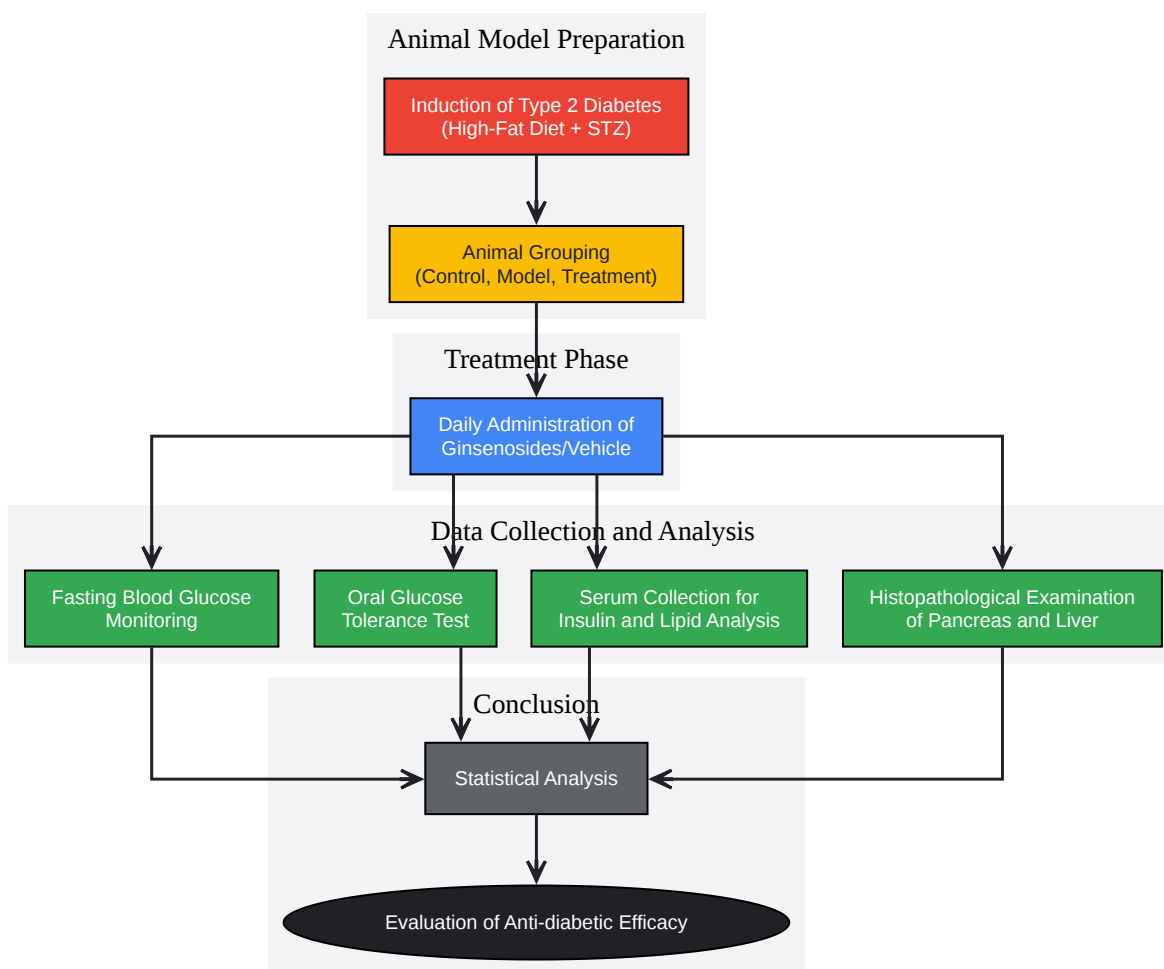 Animal Model Preparation
Induction of Type 2 Diabetes
(High-Fat Diet + STZ)
Animal Grouping
(Control, Model, Treatment)
Treatment Phase
Daily Administration of
Ginsenosides/Vehicle
Data Collection and Analysis
Fasting Blood Glucose
Monitoring
Oral Glucose
Tolerance Test
Serum Collection for
Insulin and Lipid Analysis
Histopathological Examination
of Pancreas and Liver
Conclusion
Statistical Analysis
Evaluation of Anti-diabetic Efficacy